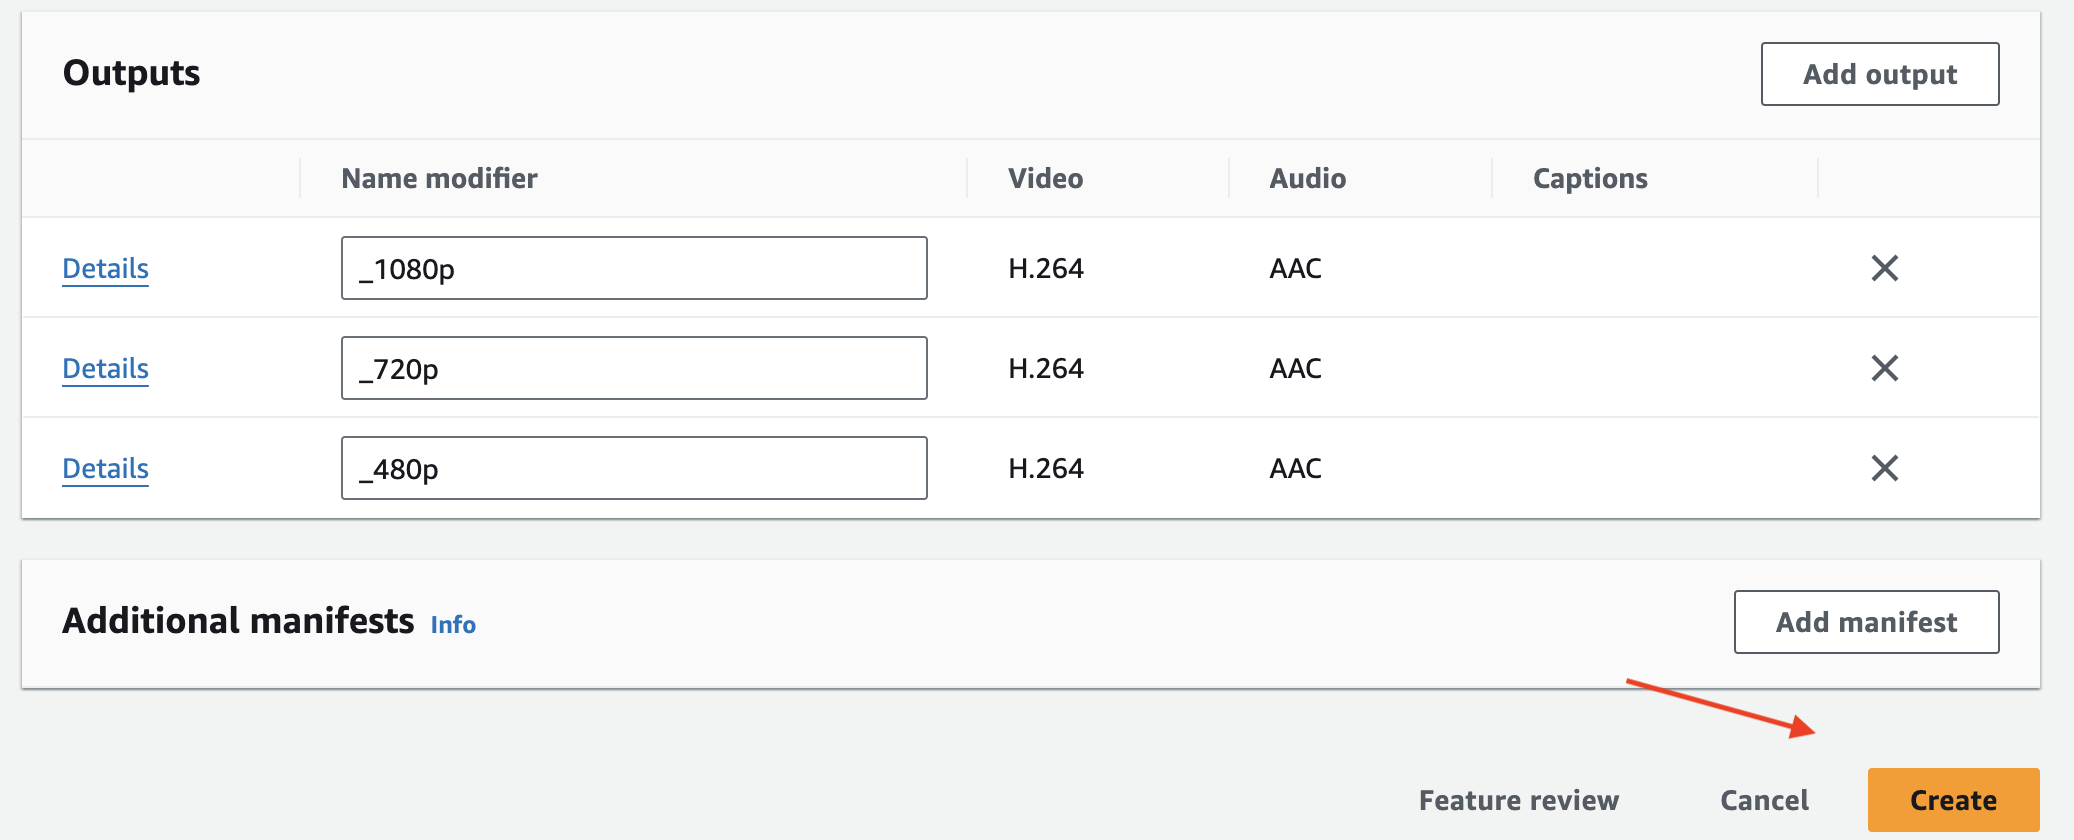 Outputs
Add output
Name modifier Video Audio Captions
Details _1080p H.264 AAC
Details _720p H.264 AAC
Details _480p H.264 AAC
Additional manifests Info
Add manifest
Feature review Cancel Create